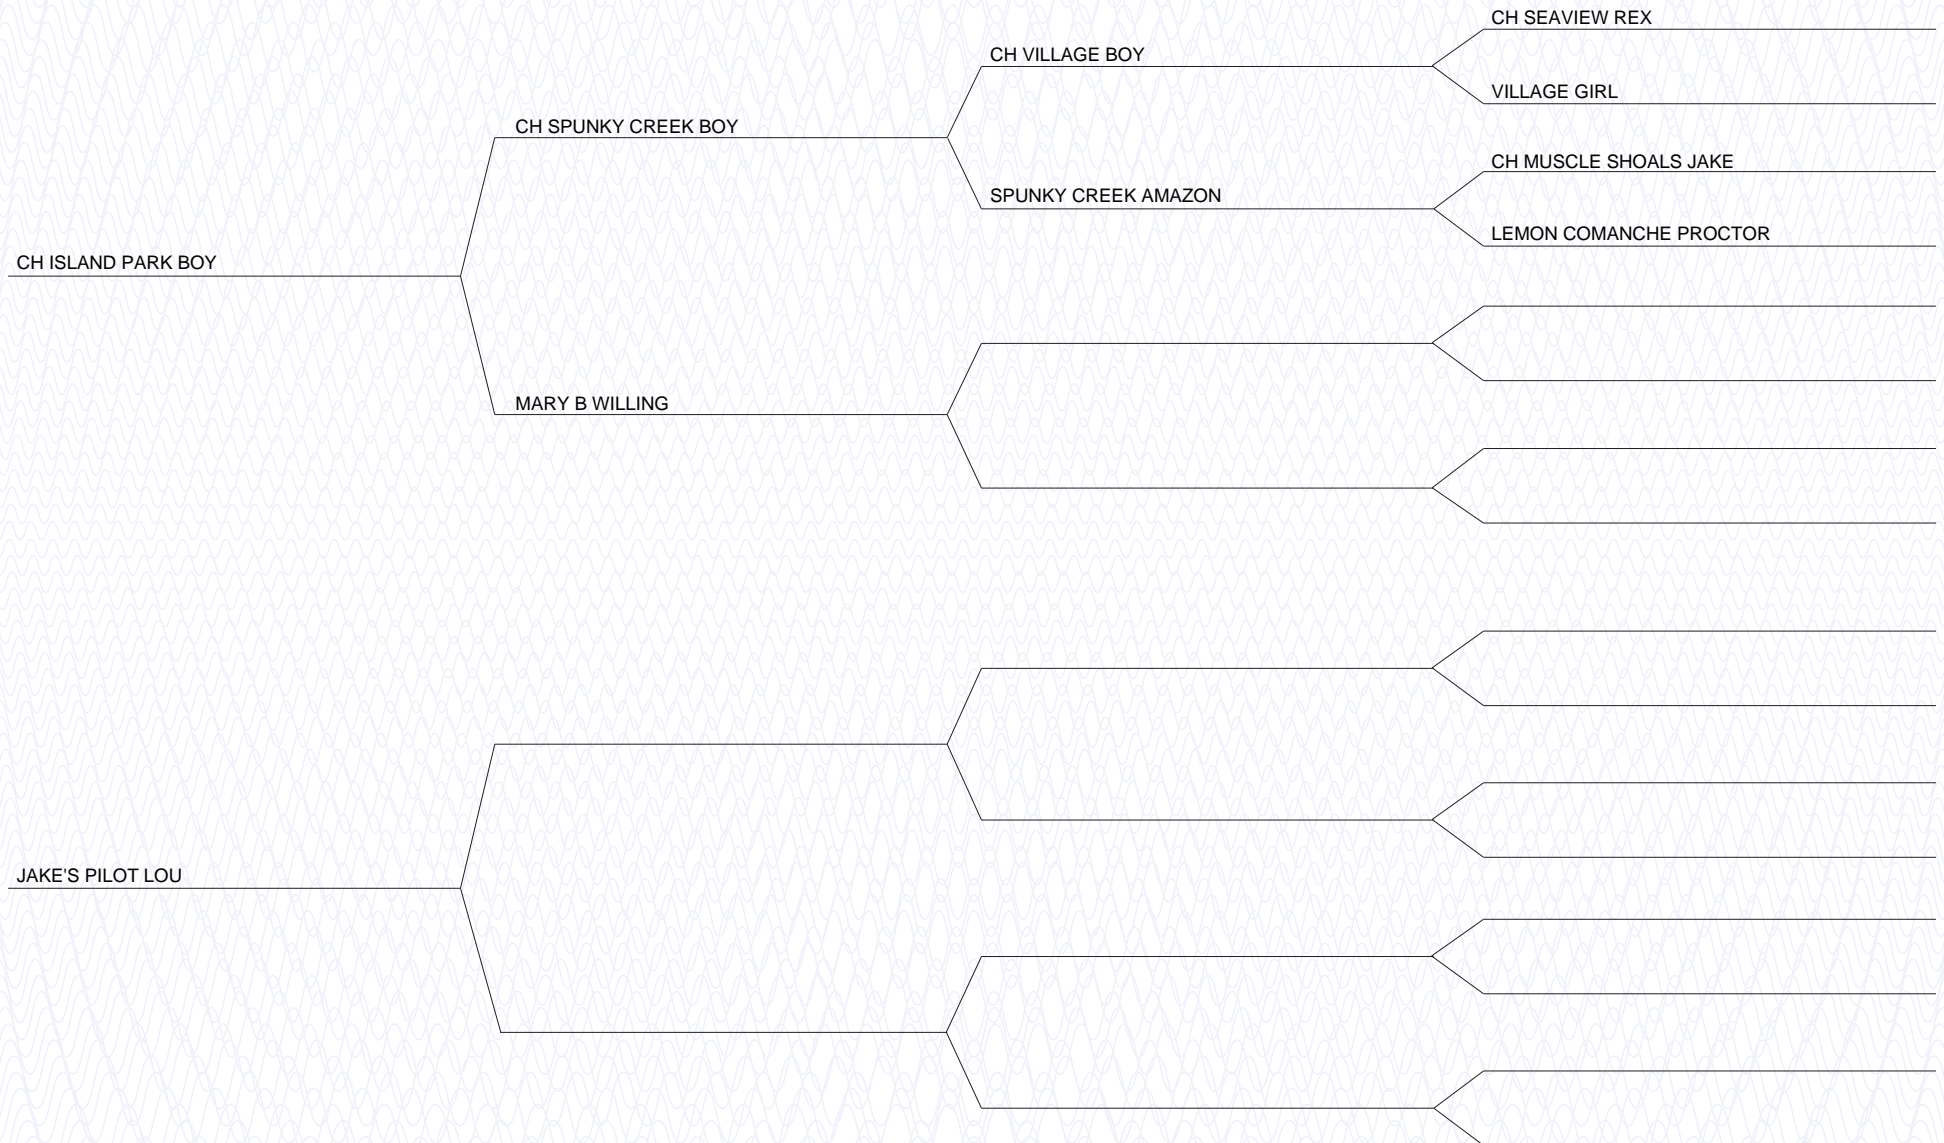 CH SEAVIEW REX
CH VILLAGE BOY
VILLAGE GIRL
CH SPUNKY CREEK BOY
CH MUSCLE SHOALS JAKE
SPUNKY CREEK AMAZON
LEMON COMANCHE PROCTOR
CH ISLAND PARK BOY
MARY B WILLING
JAKE'S PILOT LOU